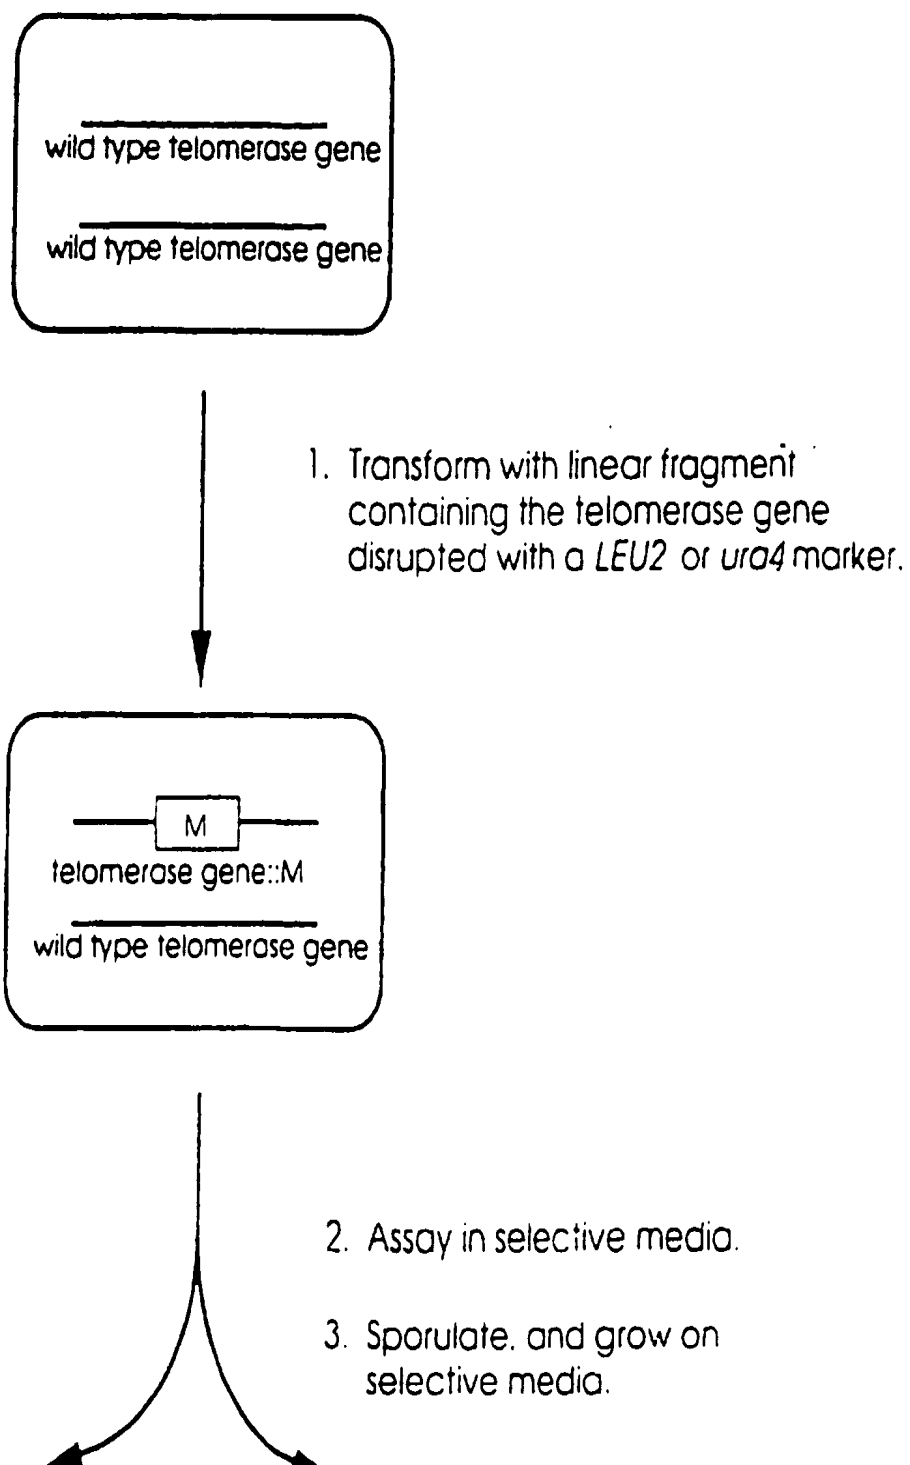 wild type telomerase gene
wild type telomerase gene
1. Transform with linear fragment
containing the telomerase gene
disrupted with a LEU2 or ura4 marker.
M
telomerase gene::M
wild type telomerase gene
2. Assay in selective media.
3. Sporulate, and grow on
selective media.